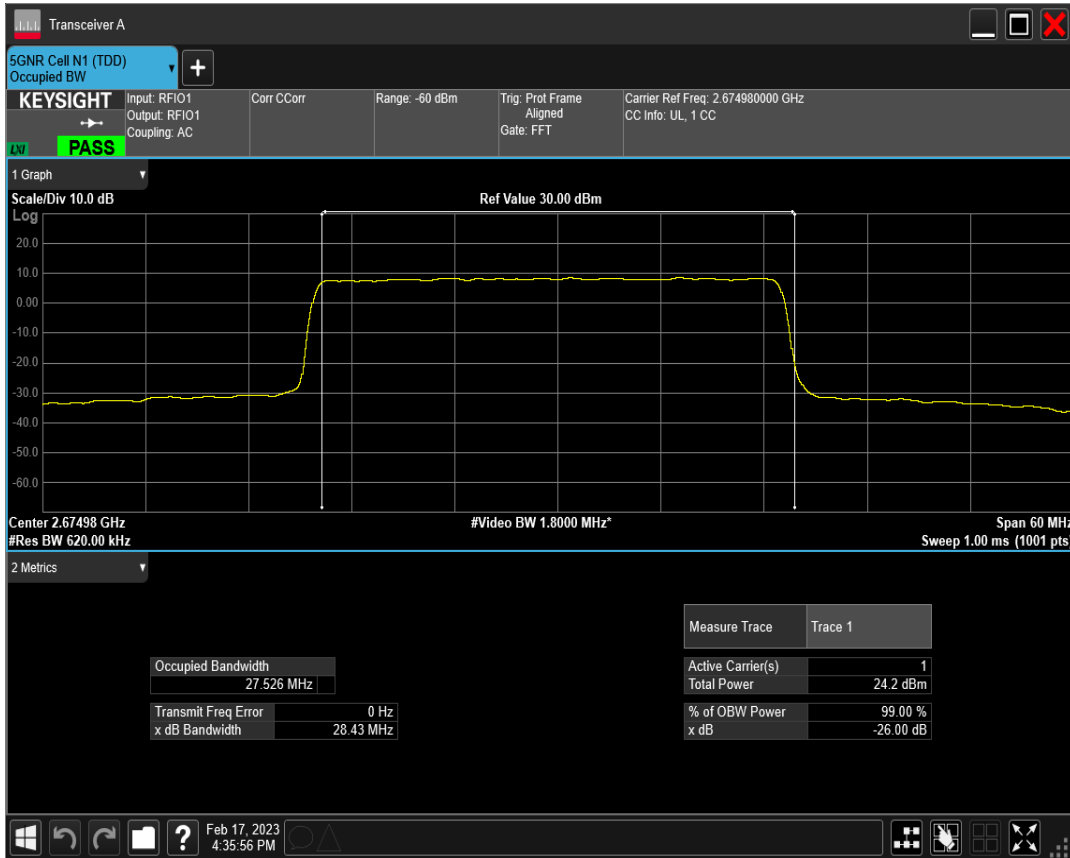 Transceiver A
5GNR Cell N1 (TDD)
Occupied BW
+
KEYSIGHT
LXI
PASS
Input: RFIO1
Output: RFIO1
Coupling: AC
Corr CCorr
Range: -60 dBm
Trig: Prot Frame
Aligned
Gate: FFT
Carrier Ref Freq: 2.674980000 GHz
CC Info: UL, 1 CC
1 Graph
Scale/Div 10.0 dB
Ref Value 30.00 dBm
Log
20.0
10.0
0.00
-10.0
-20.0
-30.0
-40.0
-50.0
-60.0
Center 2.67498 GHz
#Video BW 1.8000 MHz*
Span 60 MHz
#Res BW 620.00 kHz
Sweep 1.00 ms (1001 pts)
2 Metrics
Measure Trace
Trace 1
Occupied Bandwidth
27.526 MHz
Active Carrier(s)
1
Total Power
24.2 dBm
Transmit Freq Error
0 Hz
x dB Bandwidth
28.43 MHz
% of OBW Power
99.00 %
x dB
-26.00 dB
?
Feb 17, 2023
4:35:56 PM